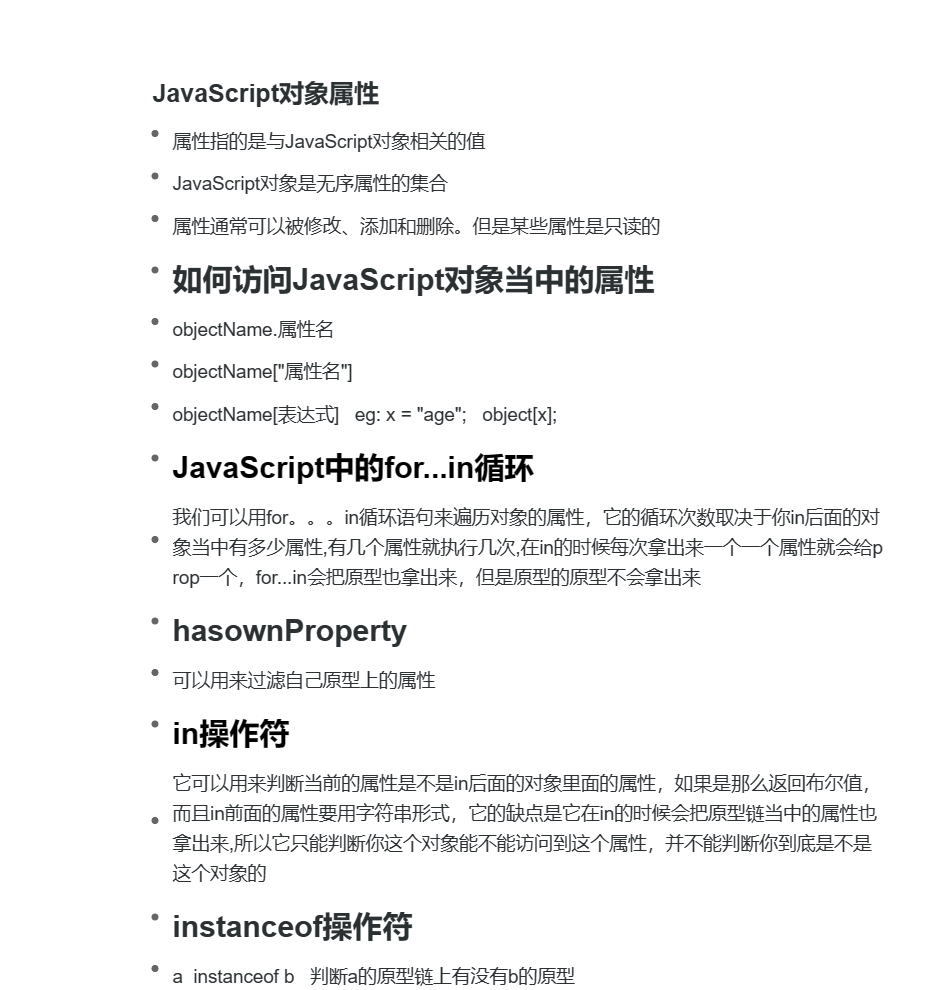 JavaScript对象属性
属性指的是与JavaScript对象相关的值
JavaScript对象是无序属性的集合
属性通常可以被修改、添加和删除。但是某些属性是只读的
如何访问JavaScript对象当中的属性
objectName.属性名
objectName["属性名"]
objectName[表达式]   eg: x = "age";   object[x];
JavaScript中的for...in循环
我们可以用for。。。in循环语句来遍历对象的属性，它的循环次数取决于你in后面的对
象当中有多少属性,有几个属性就执行几次,在in的时候每次拿出来一个一个属性就会给p
rop一个，for...in会把原型也拿出来，但是原型的原型不会拿出来
hasownProperty
可以用来过滤自己原型上的属性
in操作符
它可以用来判断当前的属性是不是in后面的对象里面的属性，如果是那么返回布尔值，
而且in前面的属性要用字符串形式，它的缺点是它在in的时候会把原型链当中的属性也
拿出来,所以它只能判断你这个对象能不能访问到这个属性，并不能判断你到底是不是
这个对象的
instanceof操作符
a  instanceof b   判断a的原型链上有没有b的原型